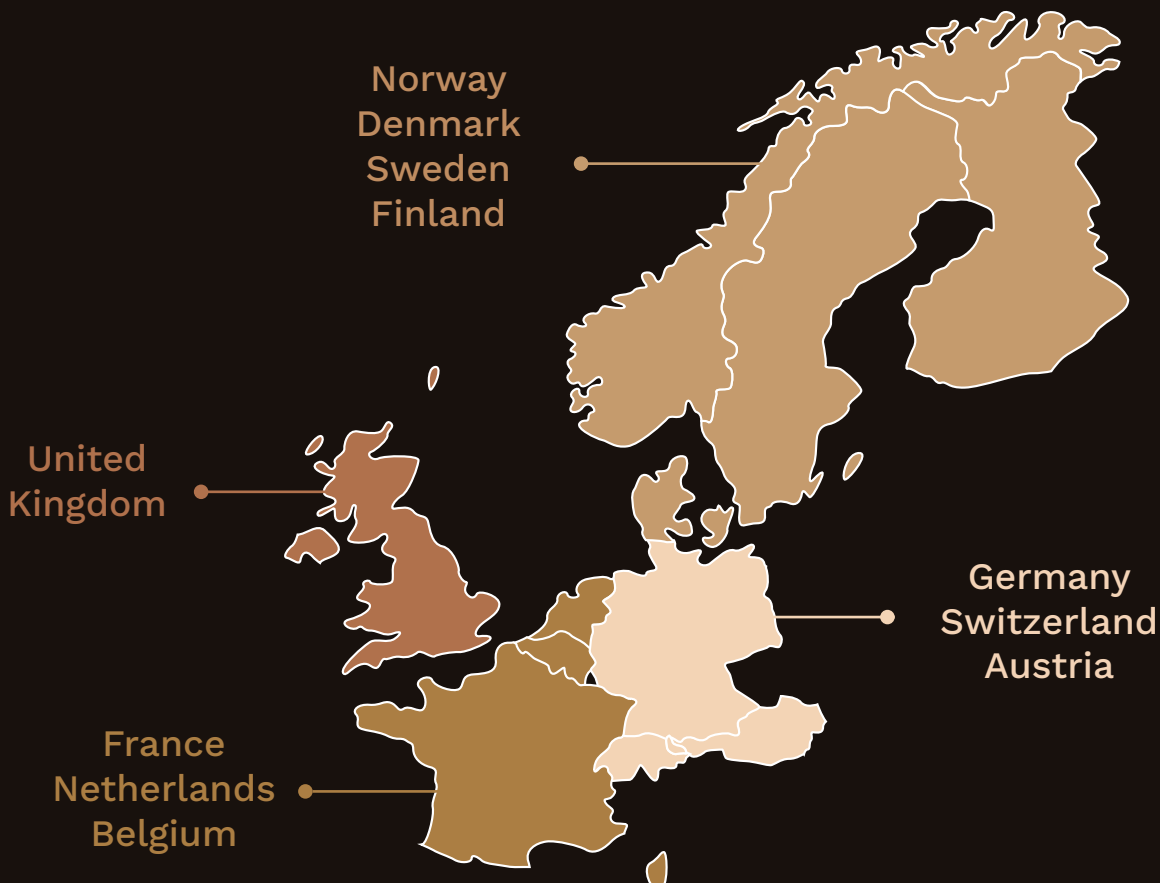 Norway
Denmark
Sweden
Finland
United
Kingdom
Germany
Switzerland
Austria
France
Netherlands
Belgium